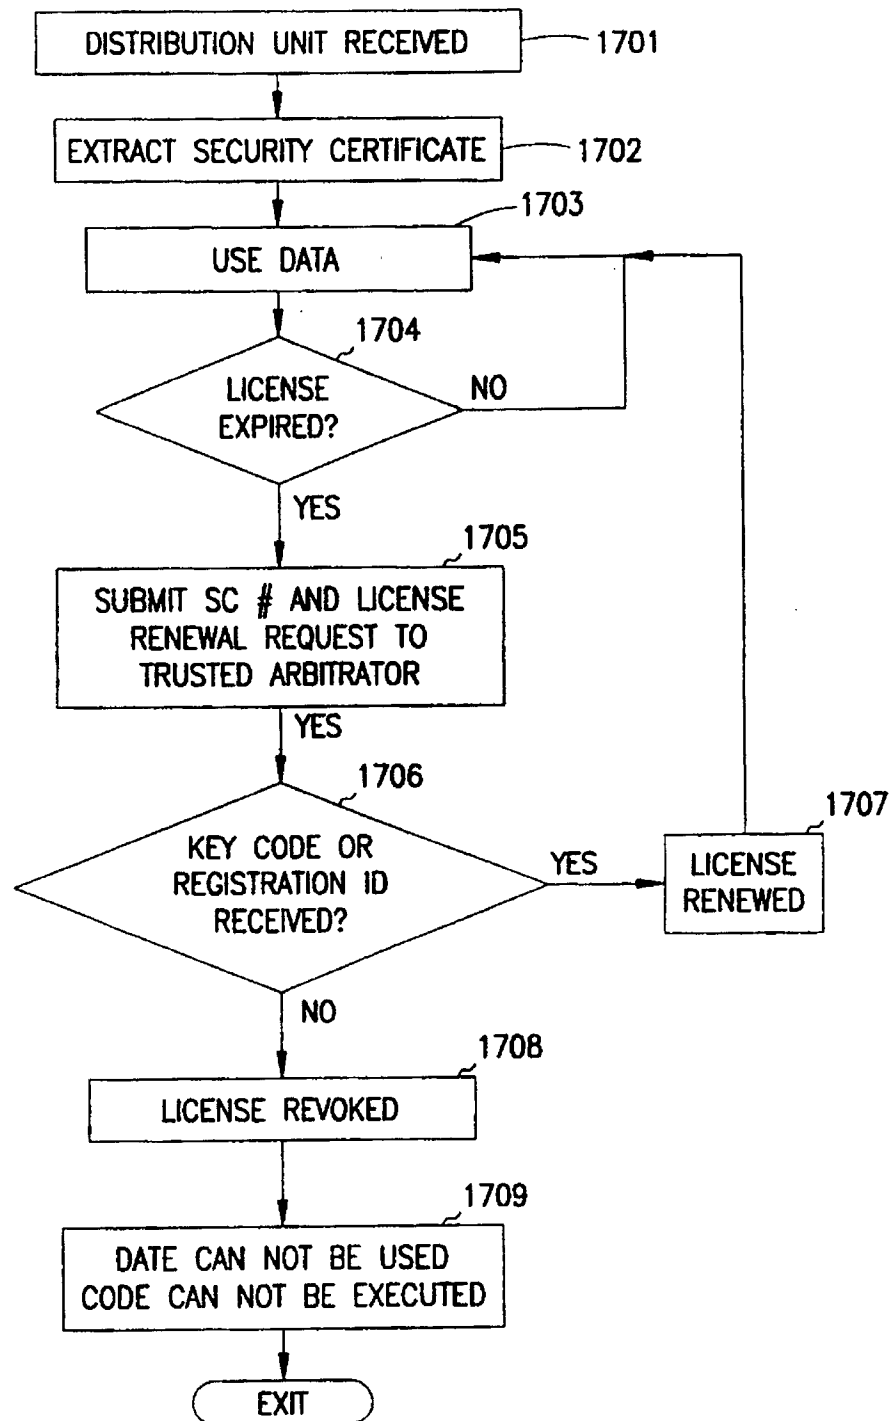 DISTRIBUTION UNIT RECEIVED
1701
EXTRACT SECURITY CERTIFICATE
1702
1703
USE DATA
1704
LICENSE
EXPIRED?
NO
YES
1705
SUBMIT SC # AND LICENSE
RENEWAL REQUEST TO
TRUSTED ARBITRATOR
YES
1706
KEY CODE OR
REGISTRATION ID
RECEIVED?
YES
1707
LICENSE
RENEWED
NO
1708
LICENSE REVOKED
1709
DATE CAN NOT BE USED
CODE CAN NOT BE EXECUTED
EXIT